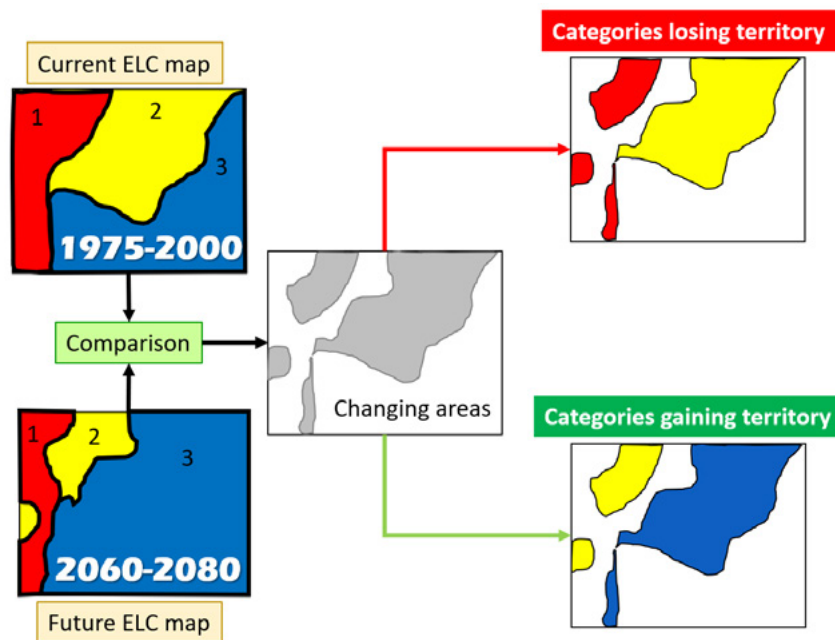 Categories losing territory
Current ELC map
1
2
3
1975-2000
Comparison
Changing areas
Categories gaining territory
1
2
3
2060-2080
Future ELC map